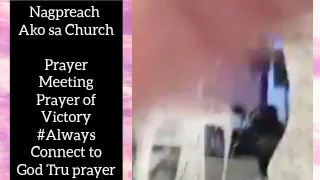 Nagpreach
Ako sa Church
Prayer
Meeting
Prayer of
Victory
#Always
Connect to
God Tru prayer